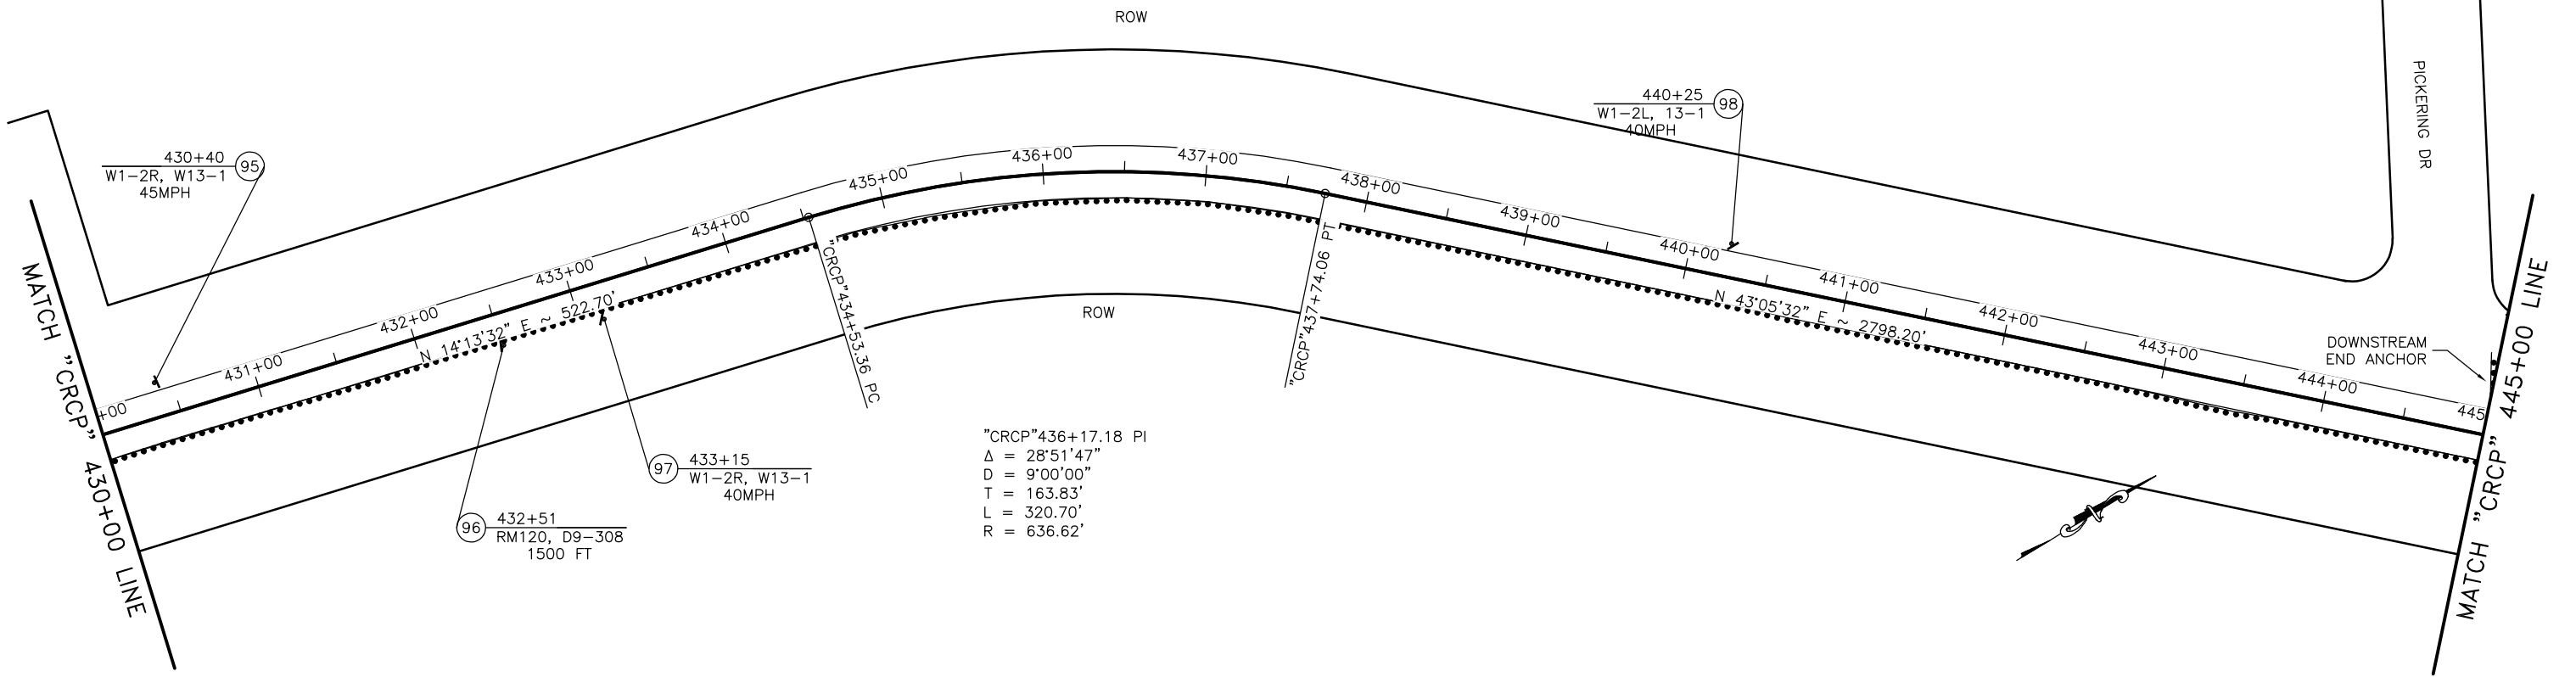 ROW
PICKERING DR
440+25
98
W1-2L, 13-1
40MPH
430+40
95
W1-2R, W13-1
45MPH
+00
431+00
432+00
433+00
434+00
435+00
436+00
437+00
438+00
439+00
440+00
441+00
442+00
443+00
444+00
445
N 14°13'32" E ~ 522.70'
"CRCP"434+53.36 PC
"CRCP"437+74.06 PT
N 43°05'32" E ~ 2798.20'
ROW
DOWNSTREAM
END ANCHOR
MATCH "CRCP" 430+00 LINE
MATCH "CRCP" 445+00 LINE
97
433+15
W1-2R, W13-1
40MPH
96
432+51
RM120, D9-308
1500 FT
"CRCP"436+17.18 PI
Δ = 28°51'47"
D = 9°00'00"
T = 163.83'
L = 320.70'
R = 636.62'